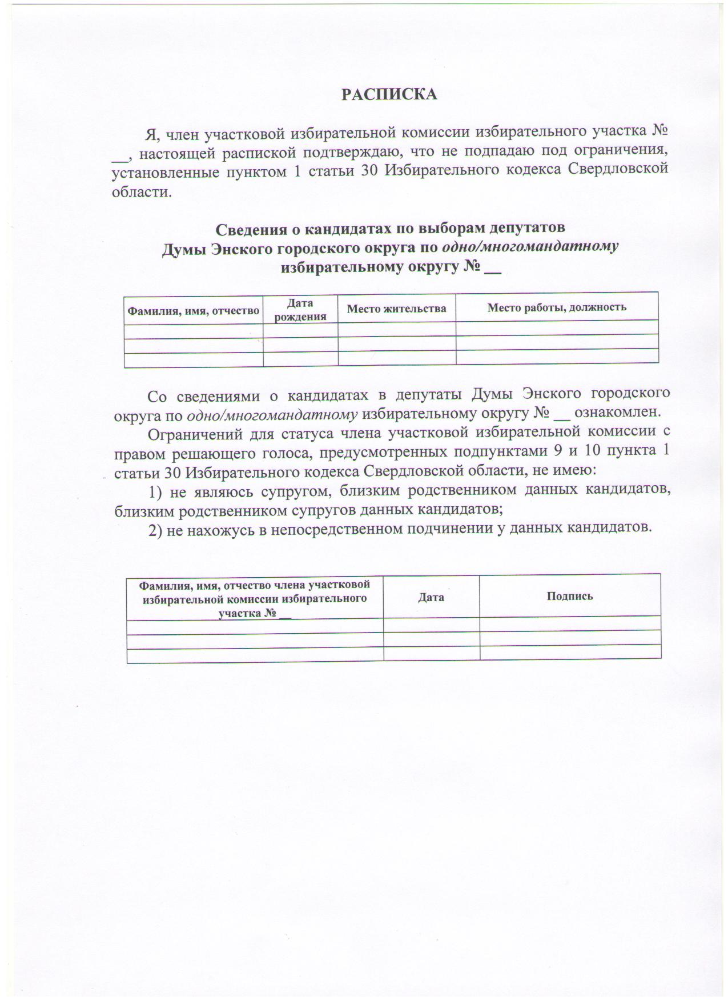 РАСПИСКА
Я, член участковой избирательной комиссии избирательного участка №
__, настоящей распиской подтверждаю, что не подпадаю под ограничения,
установленные пунктом 1 статьи 30 Избирательного кодекса Свердловской
области.
Сведения о кандидатах по выборам депутатов
Думы Энского городского округа по одно/многомандатному
избирательному округу № __
Фамилия, имя, отчество Дата рождения Место жительства Место работы, должность
Со сведениями о кандидатах в депутаты Думы Энского городского
округа по одно/многомандатному избирательному округу № __ ознакомлен.
Ограничений для статуса члена участковой избирательной комиссии с
правом решающего голоса, предусмотренных подпунктами 9 и 10 пункта 1
статьи 30 Избирательного кодекса Свердловской области, не имею:
1) не являюсь супругом, близким родственником данных кандидатов,
близким родственником супругов данных кандидатов;
2) не нахожусь в непосредственном подчинении у данных кандидатов.
Фамилия, имя, отчество члена участковой
избирательной комиссии избирательного
участка № __
Дата
Подпись